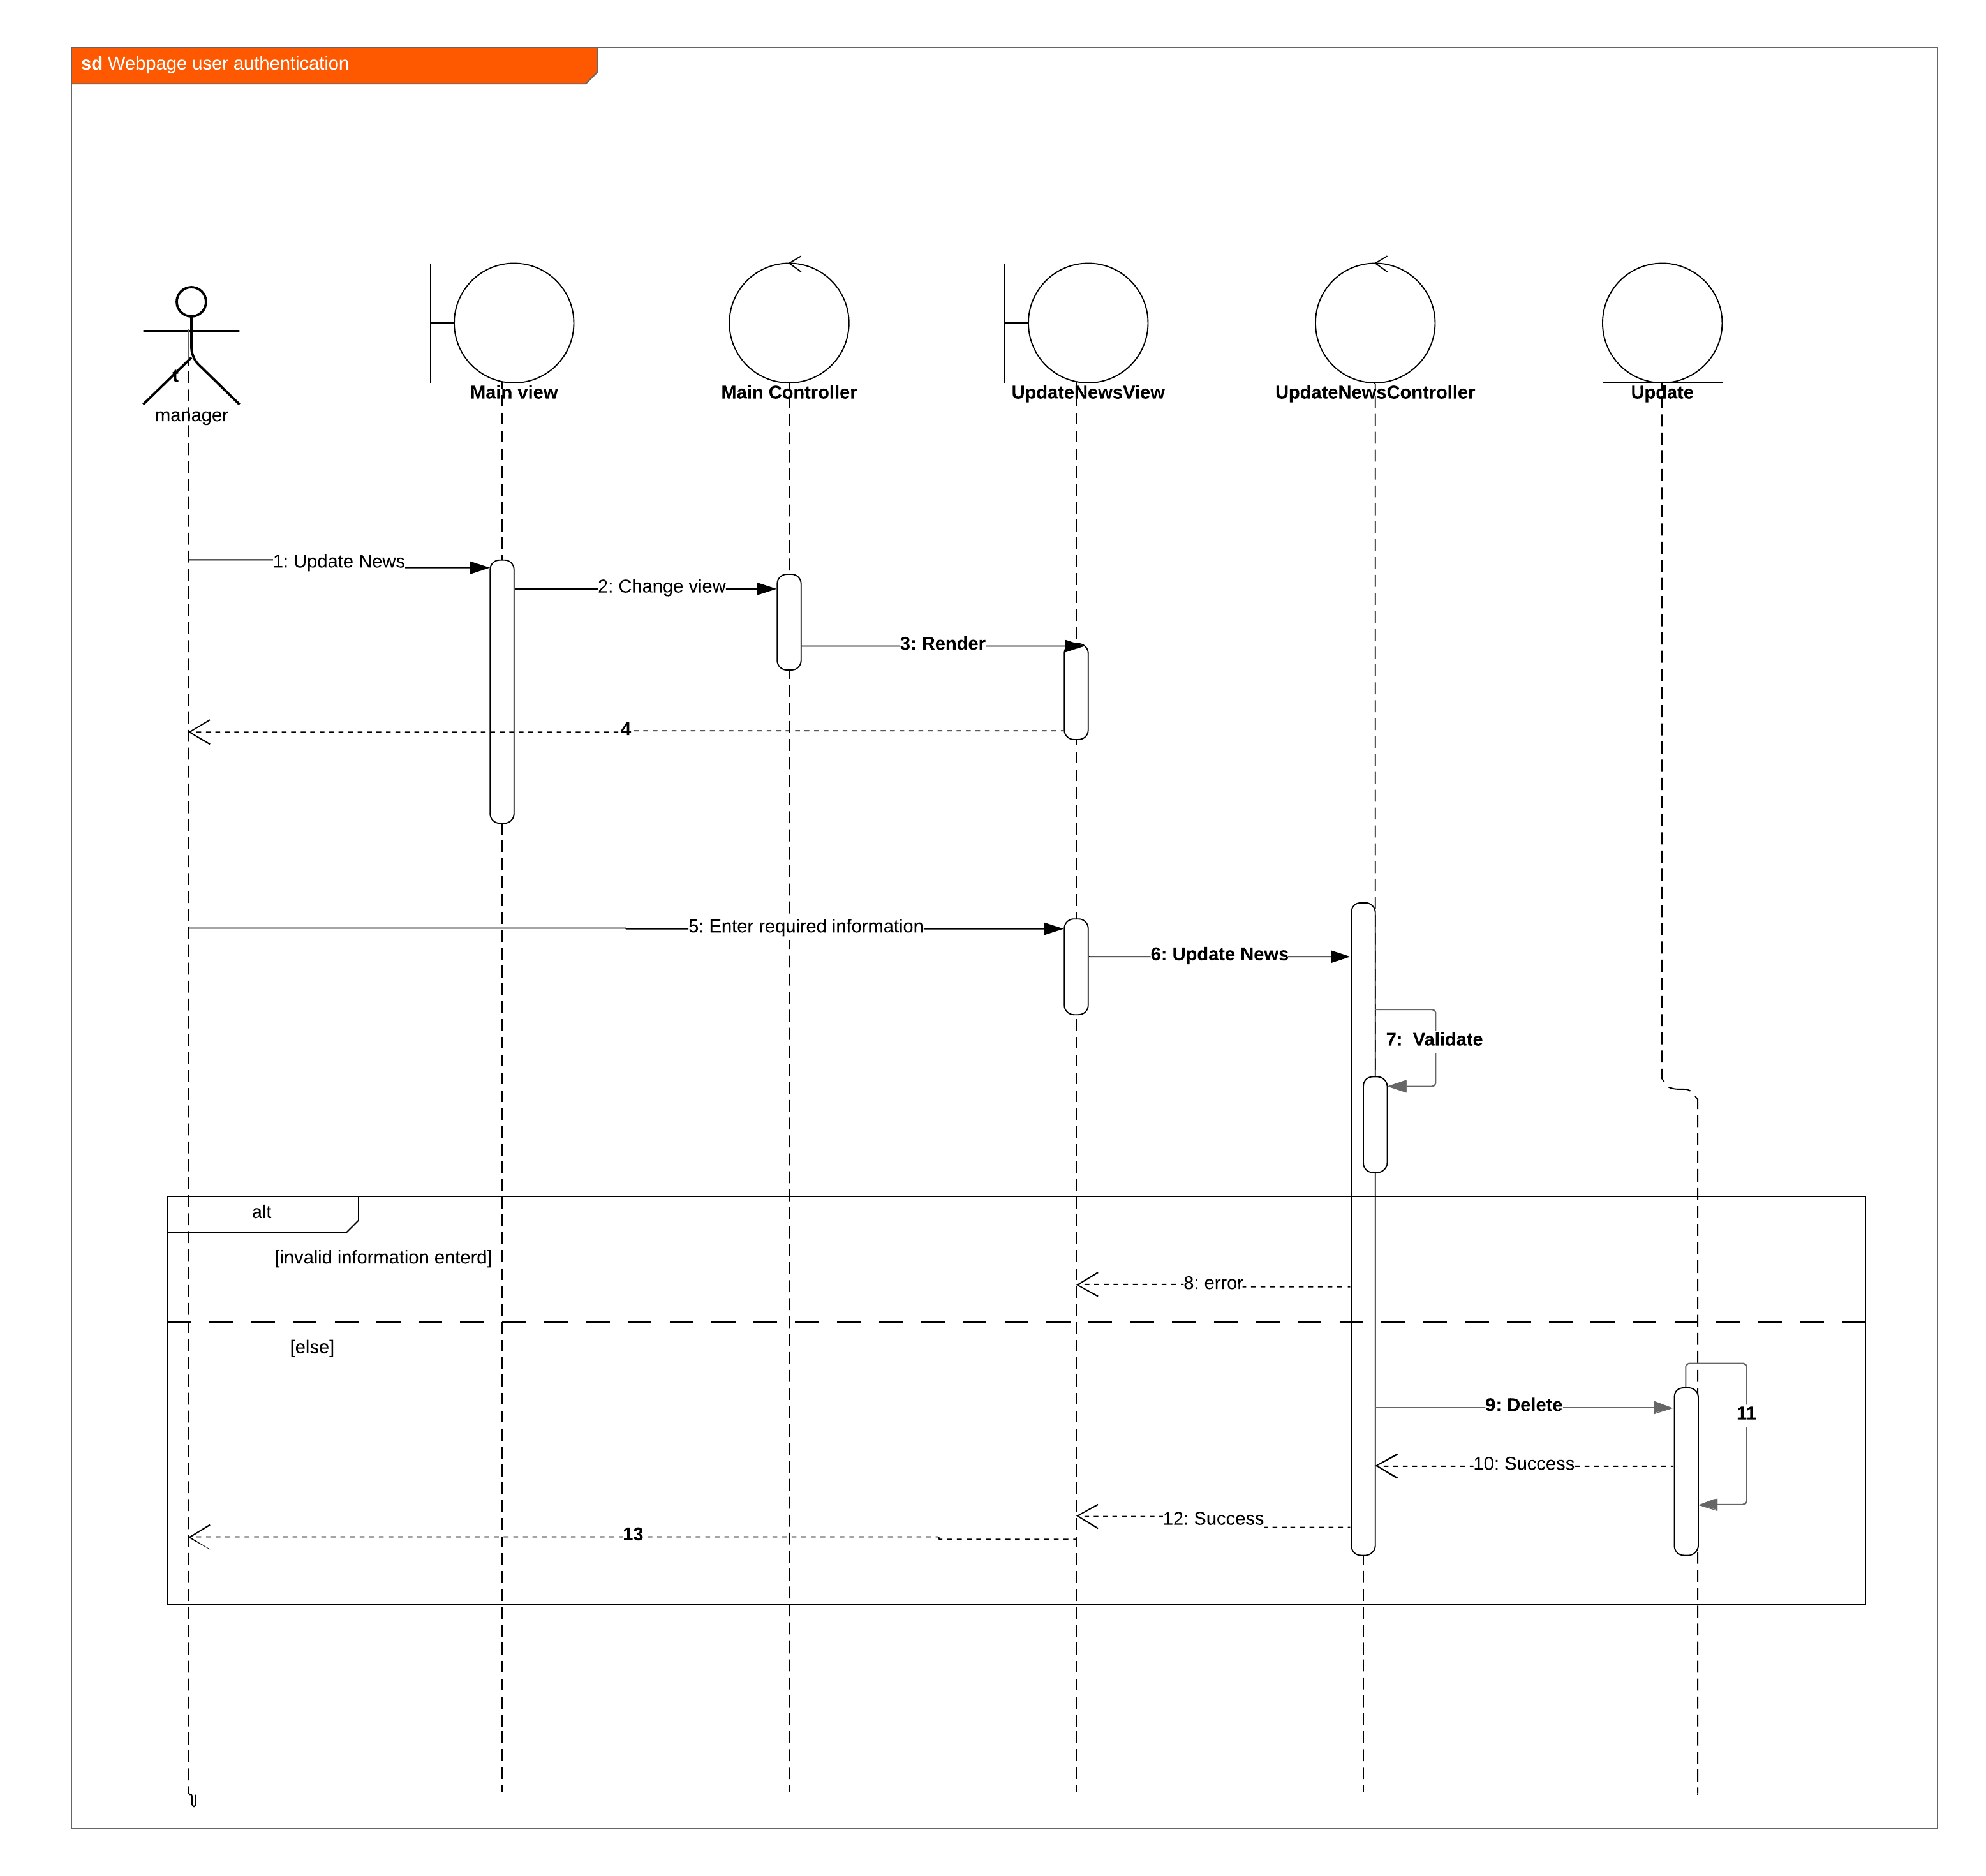 sd Webpage user authentication
t
manager
Main view
Main Controller
UpdateNewsView
UpdateNewsController
Update
1: Update News
2: Change view
3: Render
4
5: Enter required information
6: Update News
7:  Validate
alt
[invalid information enterd]
8: error
[else]
9: Delete
11
10: Success
12: Success
13